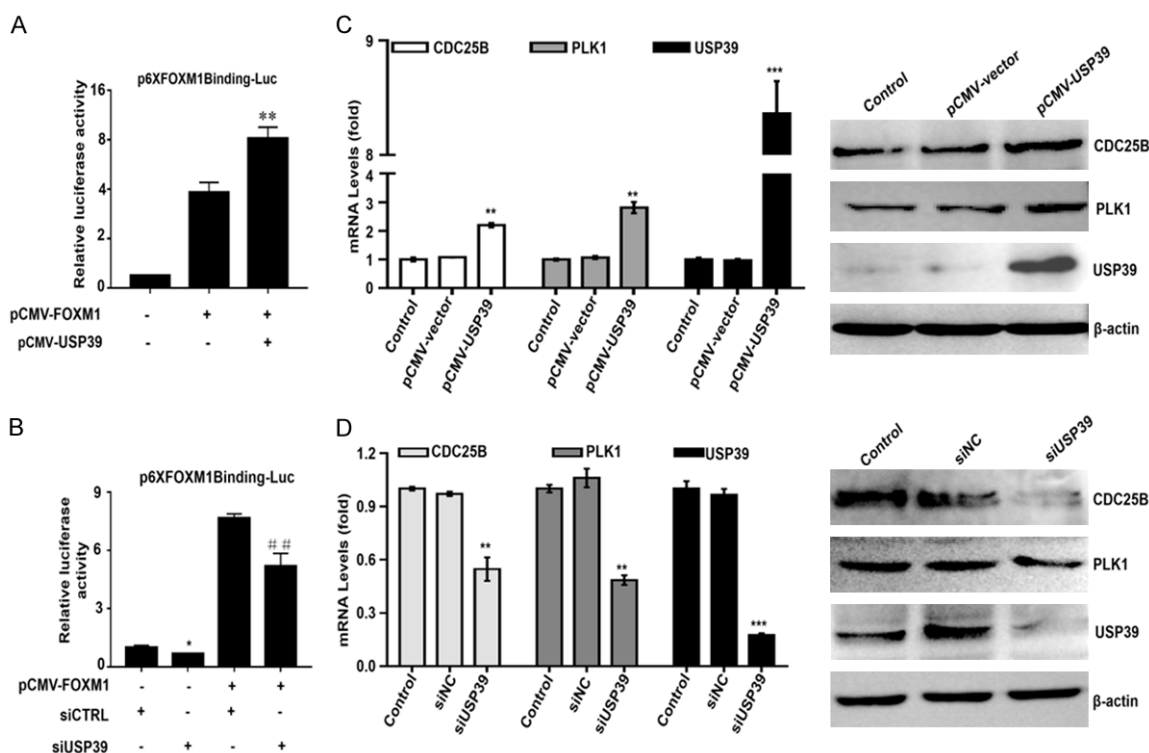 A
p6XFOXM1Binding-Luc
Relative luciferase activity
16
8
4
2
0
**
pCMV-FOXM1 - + +
pCMV-USP39 - - +
B
p6XFOXM1Binding-Luc
Relative luciferase activity
9
6
3
0
*
##
pCMV-FOXM1 - - + +
siCTRL + - + -
siUSP39 - + - +
C
CDC25B PLK1 USP39
mRNA Levels (fold)
9
8
4
3
2
1
0
** ** ***
Control pCMV-vector pCMV-USP39 Control pCMV-vector pCMV-USP39 Control pCMV-vector pCMV-USP39
Control pCMV-vector pCMV-USP39
CDC25B
PLK1
USP39
β-actin
D
CDC25B PLK1 USP39
mRNA Levels (fold)
1.2
0.9
0.6
0.3
0.0
** ** ***
Control siNC siUSP39 Control siNC siUSP39 Control siNC siUSP39
Control siNC siUSP39
CDC25B
PLK1
USP39
β-actin